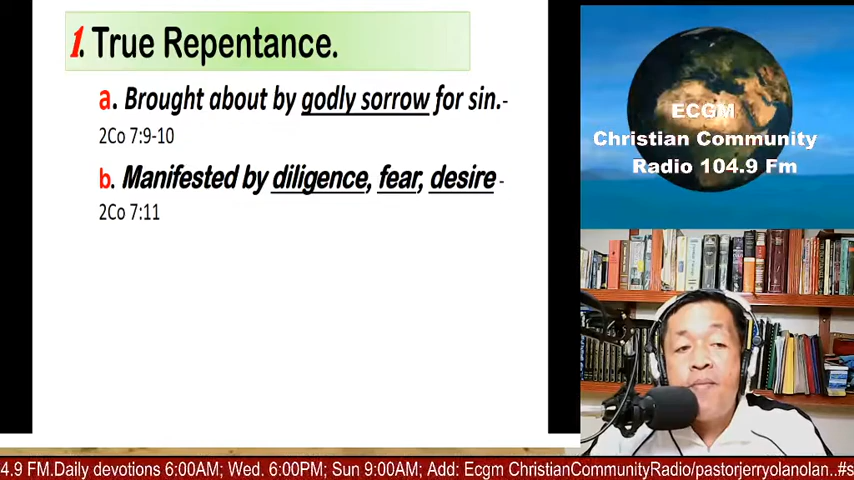 1. True Repentance.
a. Brought about by godly sorrow for sin.-
2Co 7:9-10
b. Manifested by diligence, fear, desire -
2Co 7:11
ECGM
Christian Community
Radio 104.9 Fm
4.9 FM.Daily devotions 6:00AM; Wed. 6:00PM; Sun 9:00AM; Add: Ecgm ChristianCommunityRadio/pastorjerryolanolan..#s